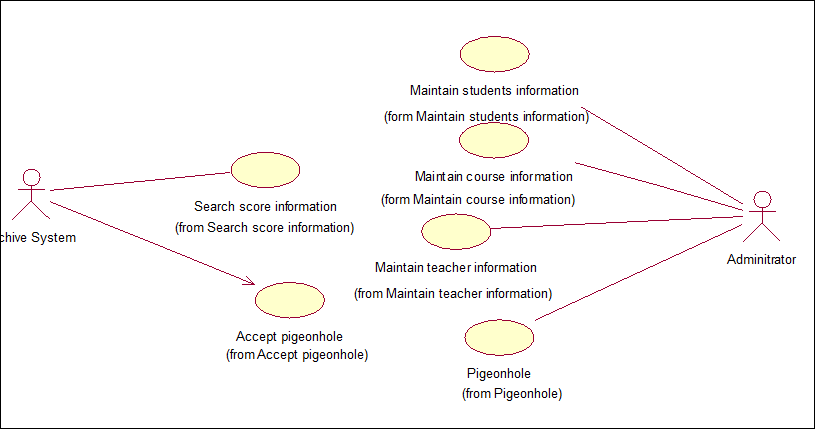 Maintain students information
(form Maintain students information)
Maintain course information
(form Maintain course information)
Search score information
(from Search score information)
chive System
Adminitrator
Maintain teacher information
(from Maintain teacher information)
Accept pigeonhole
(from Accept pigeonhole)
Pigeonhole
(from Pigeonhole)